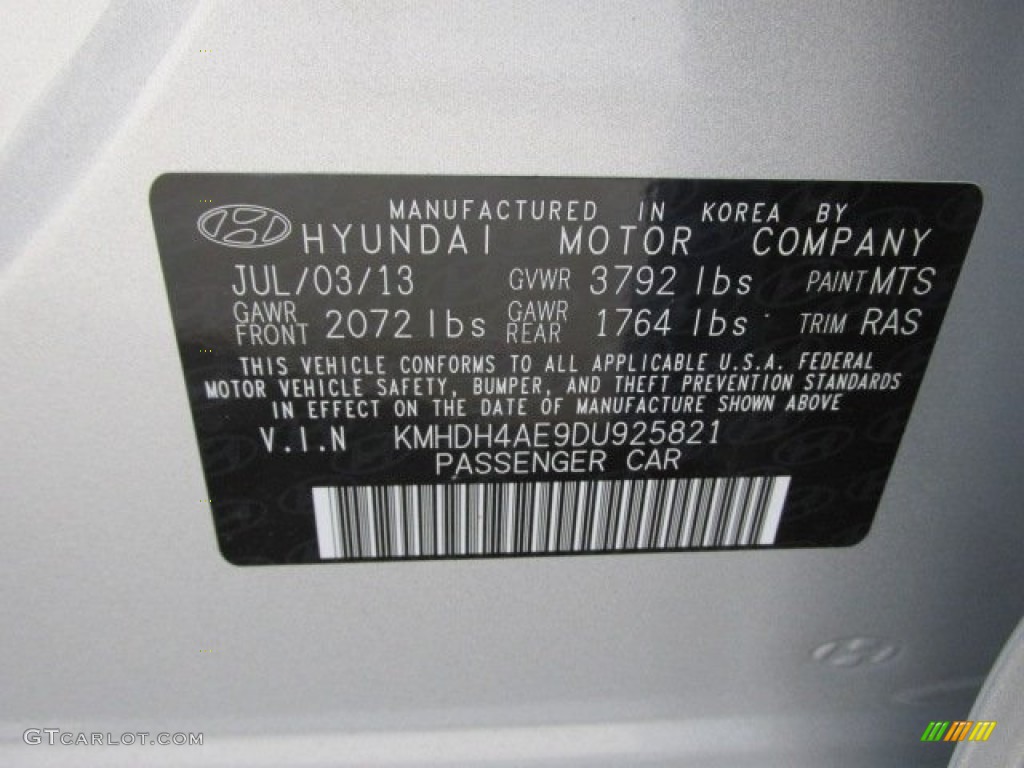 MANUFACTURED IN KOREA BY
HYUNDAI MOTOR COMPANY
JUL/03/13 GVWR 3792 lbs PAINT MTS
GAWR FRONT 2072 lbs GAWR REAR 1764 lbs TRIM RAS
THIS VEHICLE CONFORMS TO ALL APPLICABLE U.S.A. FEDERAL
MOTOR VEHICLE SAFETY, BUMPER, AND THEFT PREVENTION STANDARDS
IN EFFECT ON THE DATE OF MANUFACTURE SHOWN ABOVE
V.I.N KMHDH4AE9DU925821
PASSENGER CAR
GTCARLOT.COM